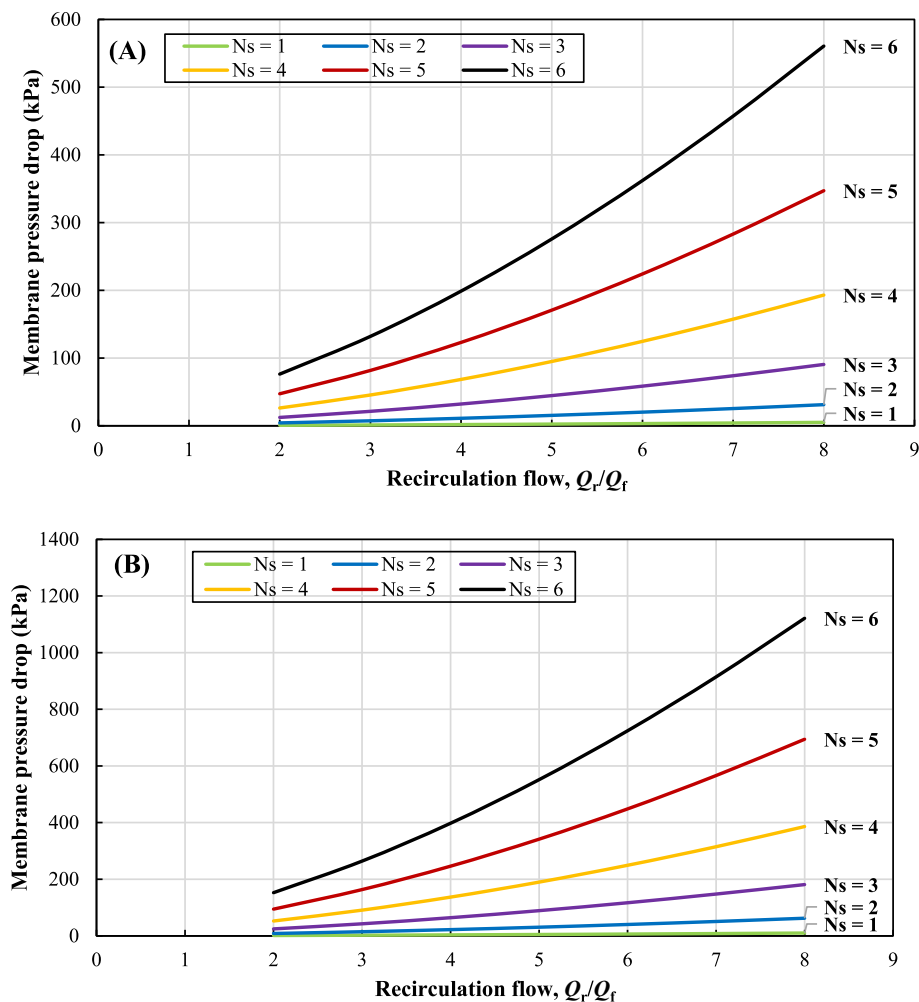 (A)
Ns = 1 Ns = 2 Ns = 3
Ns = 4 Ns = 5 Ns = 6
Membrane pressure drop (kPa)
600
500
400
300
200
100
0
Ns = 6
Ns = 5
Ns = 4
Ns = 3
Ns = 2
Ns = 1
0 1 2 3 4 5 6 7 8 9
Recirculation flow, Qr/Qf
(B)
Ns = 1 Ns = 2 Ns = 3
Ns = 4 Ns = 5 Ns = 6
Membrane pressure drop (kPa)
1400
1200
1000
800
600
400
200
0
Ns = 6
Ns = 5
Ns = 4
Ns = 3
Ns = 2
Ns = 1
0 1 2 3 4 5 6 7 8 9
Recirculation flow, Qr/Qf